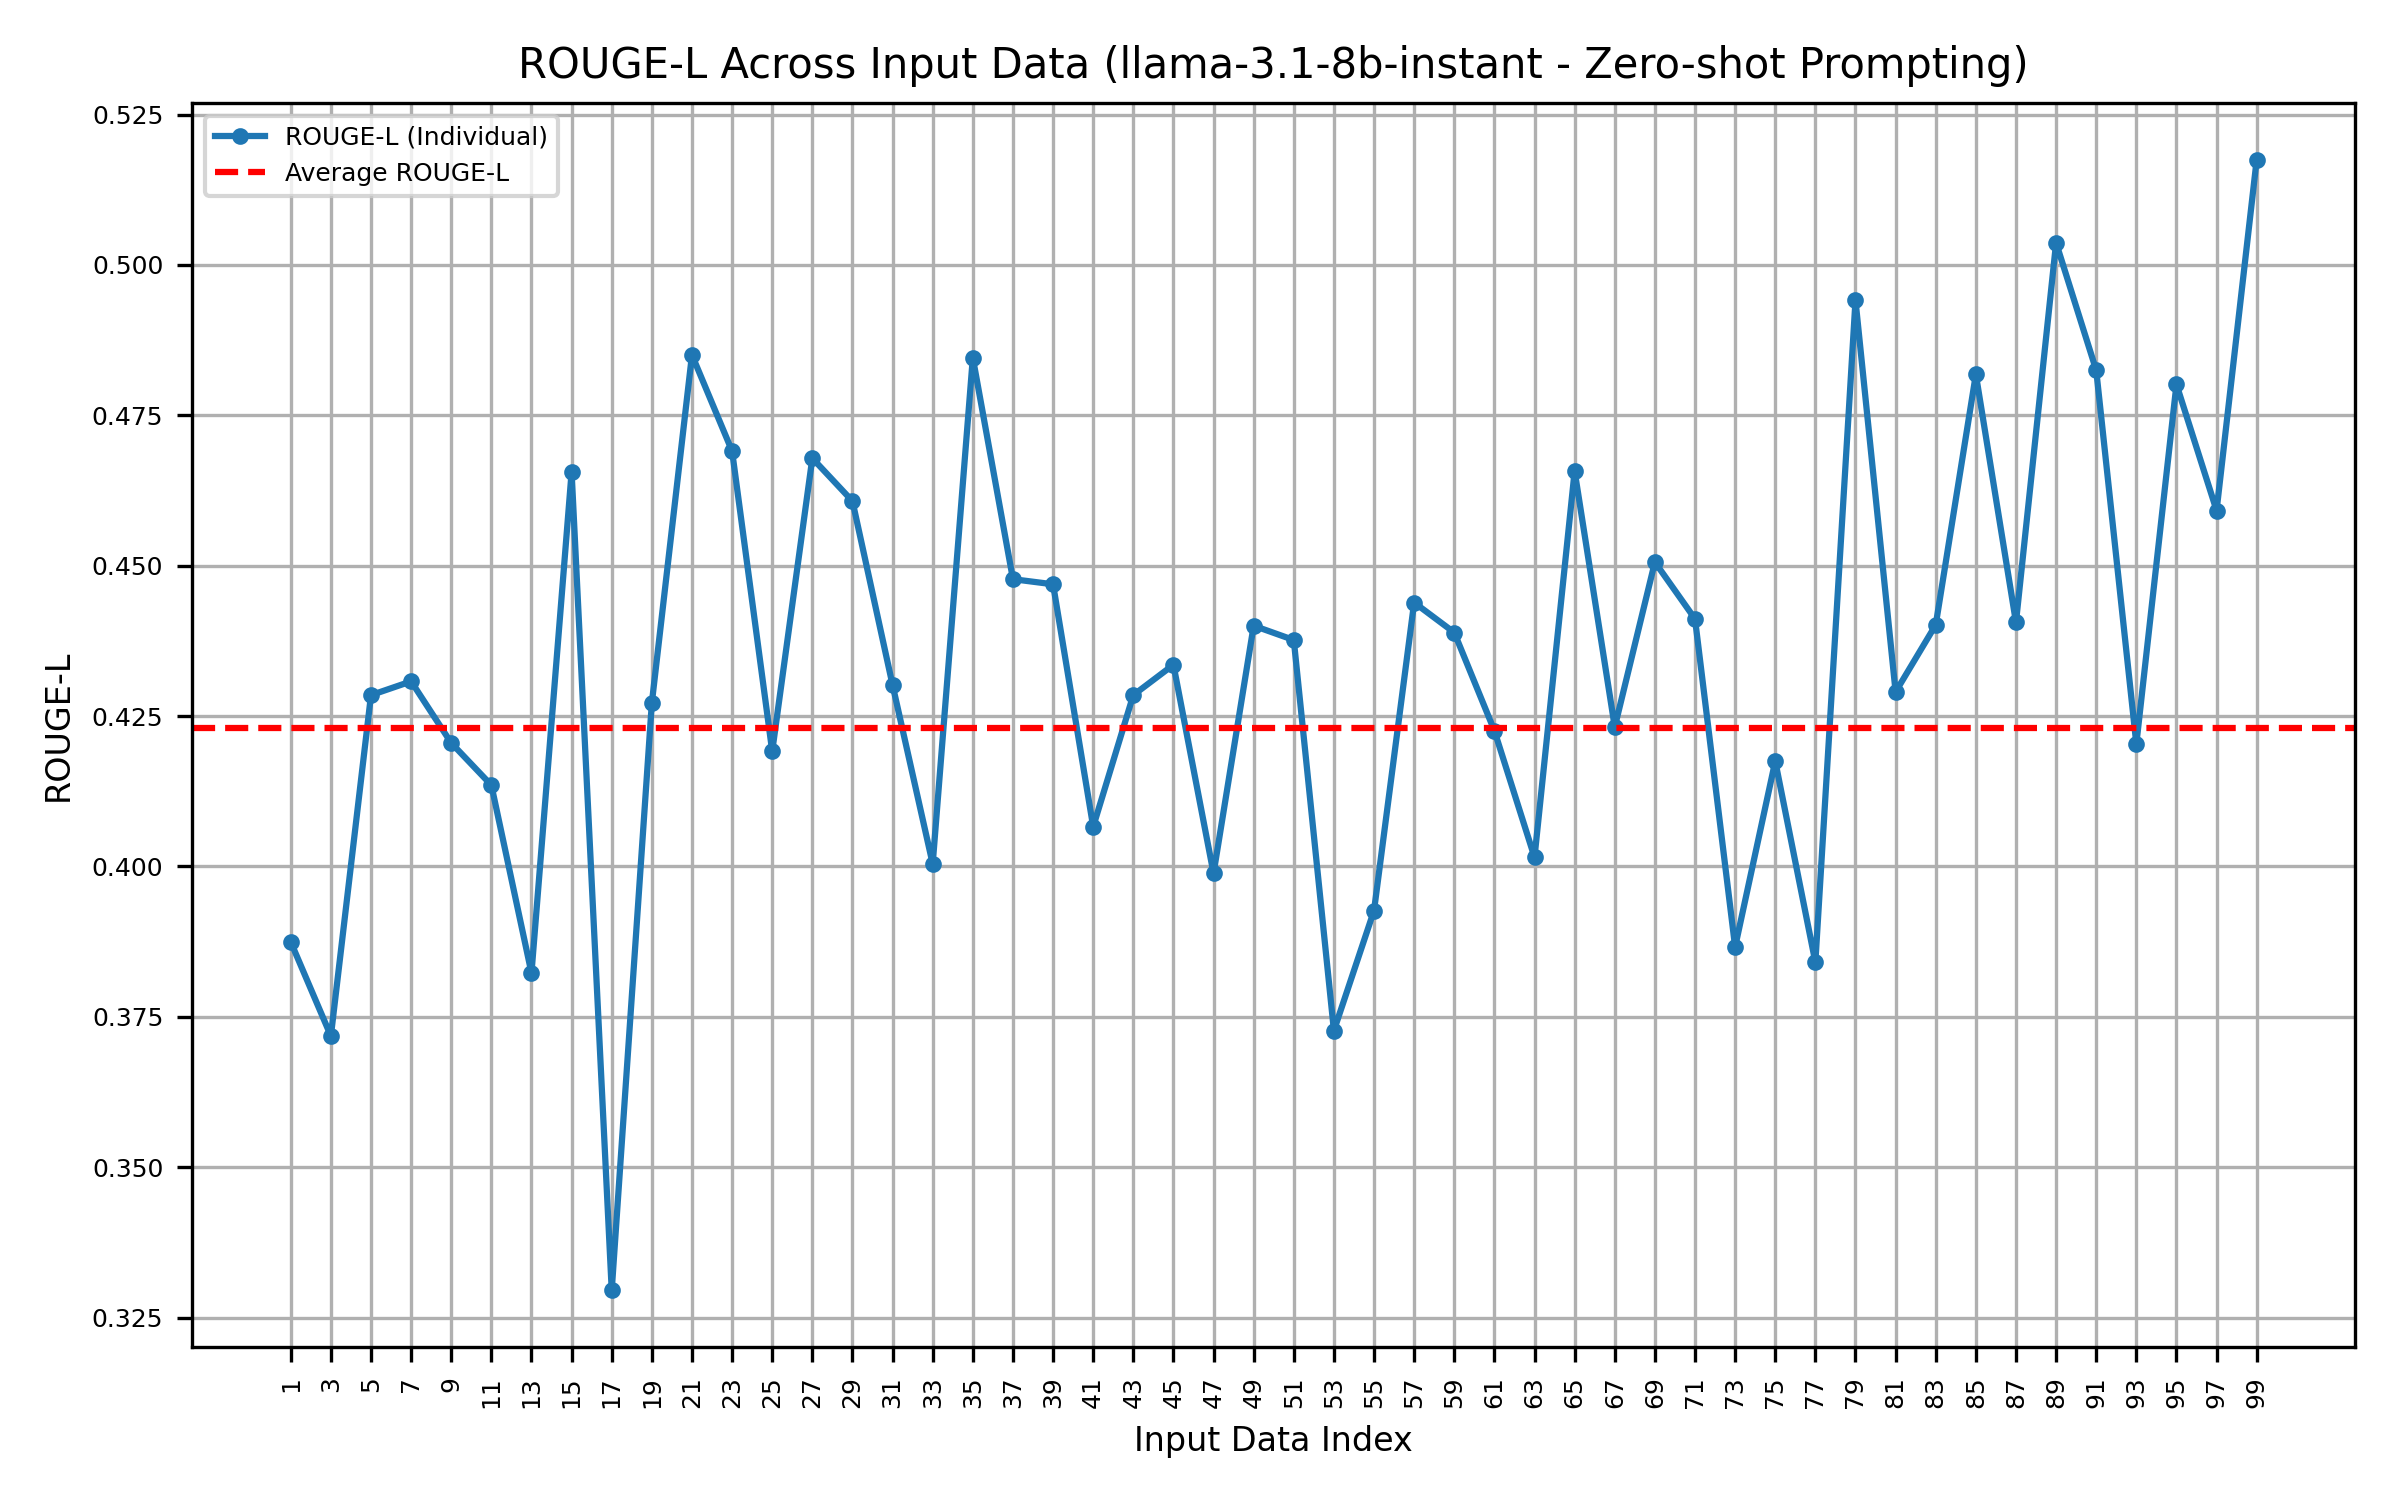 ROUGE-L Across Input Data (llama-3.1-8b-instant - Zero-shot Prompting)
ROUGE-L (Individual)
Average ROUGE-L
0.525
0.500
0.475
0.450
0.425
0.400
0.375
0.350
0.325
ROUGE-L
1 3 5 7 9 11 13 15 17 19 21 23 25 27 29 31 33 35 37 39 41 43 45 47 49 51 53 55 57 59 61 63 65 67 69 71 73 75 77 79 81 83 85 87 89 91 93 95 97 99
Input Data Index